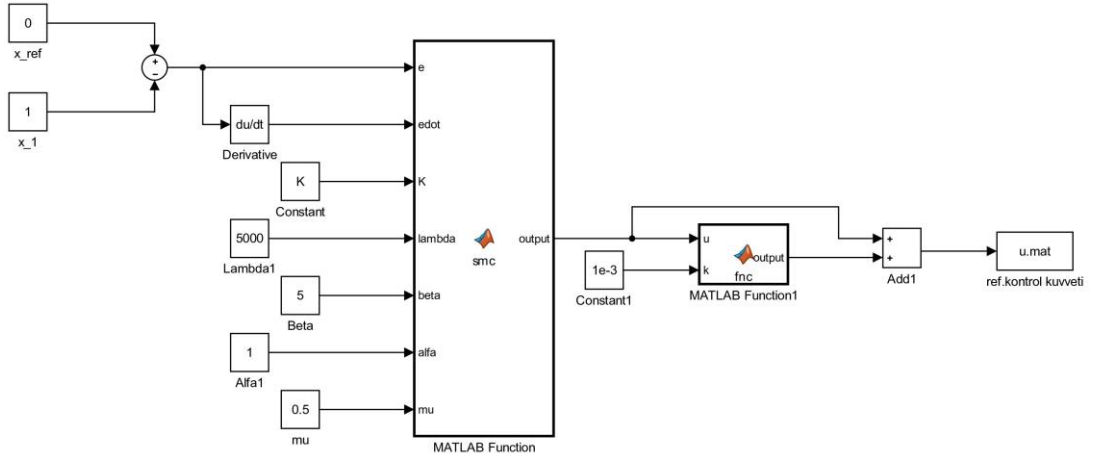 0
x_ref
+
−
1
x_1
du/dt
Derivative
K
Constant
5000
Lambda1
5
Beta
1
Alfa1
0.5
mu
e
edot
K
lambda
beta
alfa
mu
smc
output
MATLAB Function
1e-3
Constant1
u
k
output
fnc
MATLAB Function1
+
+
Add1
u.mat
ref.kontrol kuvveti